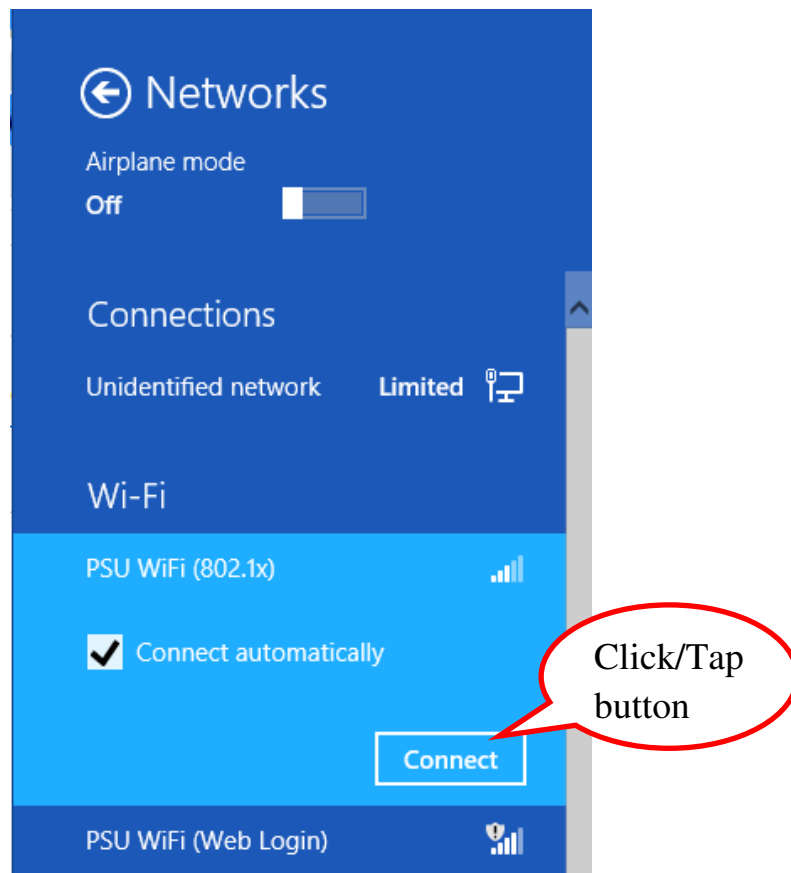 Networks
Airplane mode
Off
Connections
Unidentified network Limited
Wi-Fi
PSU WiFi (802.1x)
Connect automatically
Click/Tap
button
Connect
PSU WiFi (Web Login)